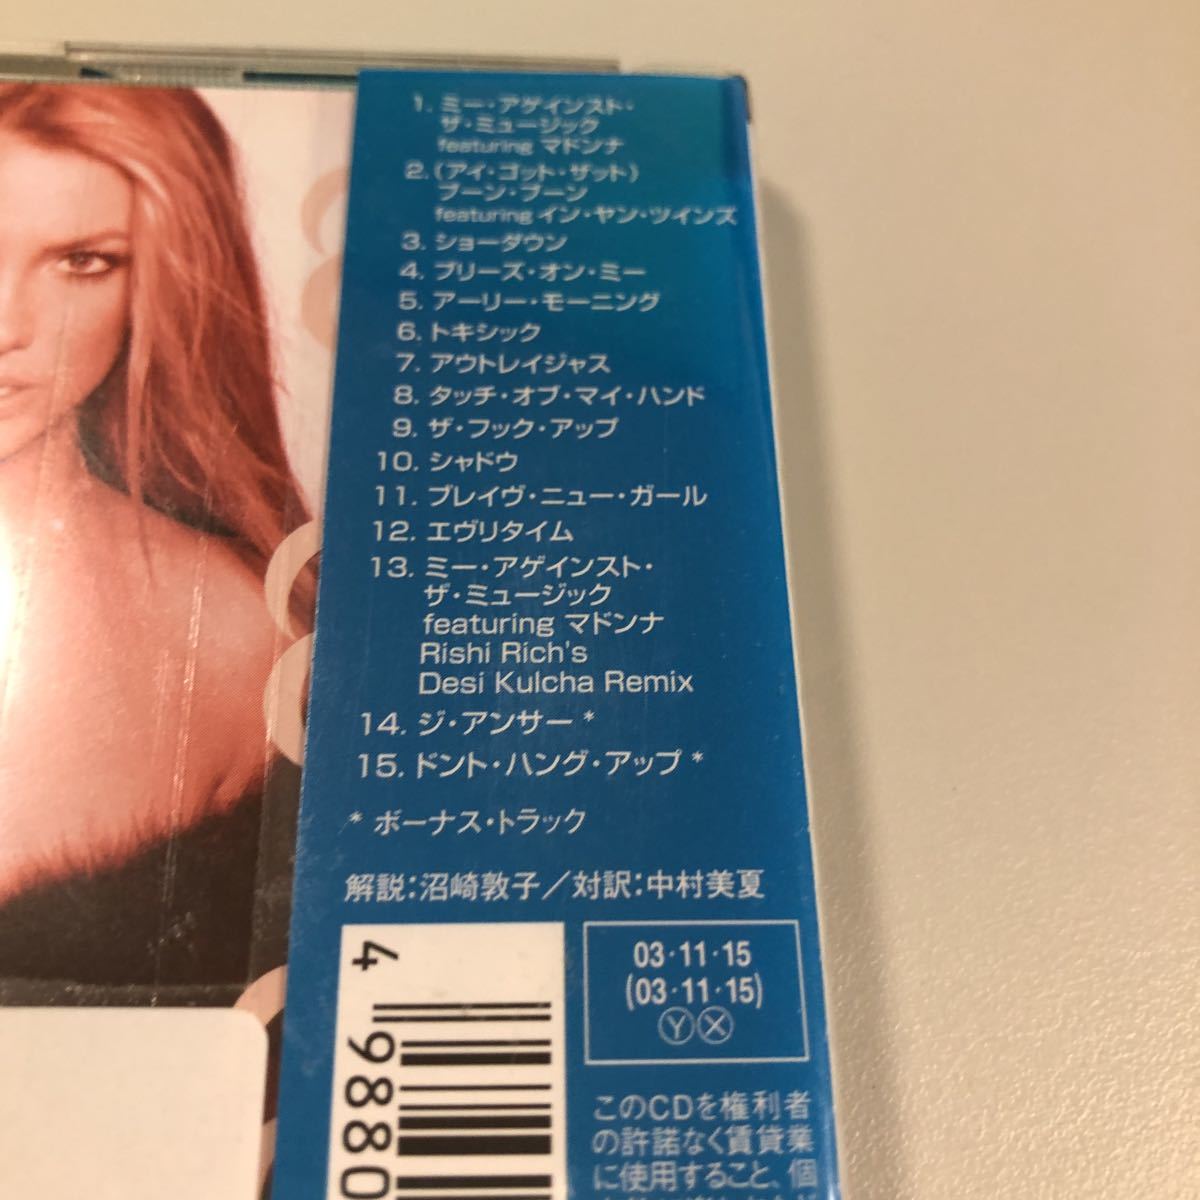 1. ミー・アゲインスト・
ザ・ミュージック
featuring マドンナ
2. (アイ・ゴット・ザット)
ブーン・ブーン
featuring イン・ヤン・ツインズ
3. ショーダウン
4. ブリーズ・オン・ミー
5. アーリー・モーニング
6. トキシック
7. アウトレイジャス
8. タッチ・オブ・マイ・ハンド
9. ザ・フック・アップ
10. シャドウ
11. ブレイヴ・ニュー・ガール
12. エヴリタイム
13. ミー・アゲインスト・
ザ・ミュージック
featuring マドンナ
Rishi Rich's
Desi Kulcha Remix
14. ジ・アンサー *
15. ドント・ハング・アップ *
* ボーナス・トラック
解説：沼崎敦子／対訳：中村美夏
4 9880
03・11・15
(03・11・15)
Ⓨ Ⓧ
このCDを権利者
の許諾なく賃貸業
に使用すること、個